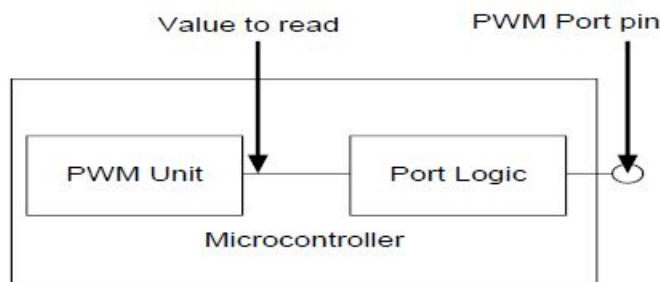 Value to read
PWM Port pin
PWM Unit
Port Logic
Microcontroller